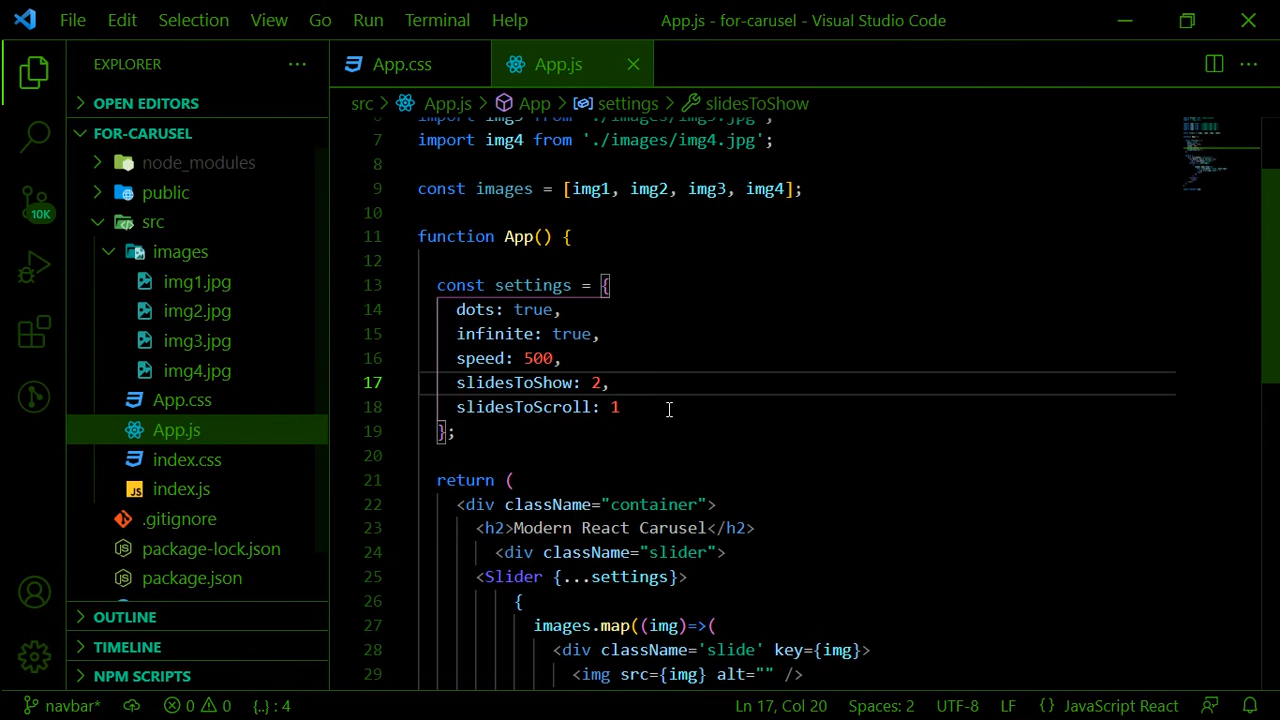 File Edit Selection View Go Run Terminal Help App.js - for-carusel - Visual Studio Code
EXPLORER
App.css App.js
src App.js App settings slidesToShow
OPEN EDITORS
FOR-CARUSEL
node_modules
public
src
images
img1.jpg
img2.jpg
img3.jpg
img4.jpg
App.css
App.js
index.css
index.js
.gitignore
package-lock.json
package.json
OUTLINE
TIMELINE
NPM SCRIPTS
10K
6 import img3 from './images/img3.jpg';
7 import img4 from './images/img4.jpg';
8
9 const images = [img1, img2, img3, img4];
10
11 function App() {
12
13 const settings = {
14 dots: true,
15 infinite: true,
16 speed: 500,
17 slidesToShow: 2,
18 slidesToScroll: 1
19 };
20
21 return (
22 <div className="container">
23 <h2>Modern React Carusel</h2>
24 <div className="slider">
25 <Slider {...settings}>
26 {
27 images.map((img)=>(
28 <div className='slide' key={img}>
29 <img src={img} alt="" />
navbar* 0 0 {..} : 4 Ln 17, Col 20 Spaces: 2 UTF-8 LF {} JavaScript React